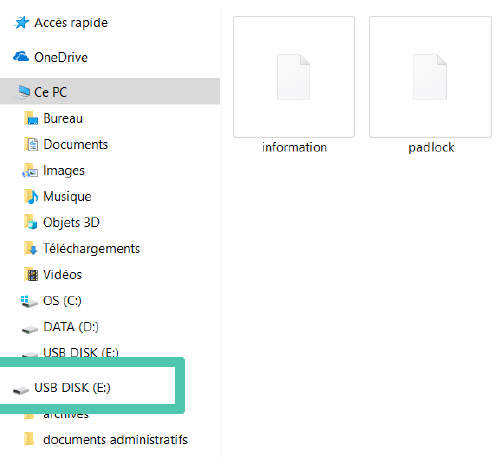 Accès rapide
OneDrive
Ce PC
Bureau
Documents
Images
Musique
Objets 3D
Téléchargements
Vidéos
OS (C:)
DATA (D:)
USB DISK (E:)
USB DISK (E:)
archives
documents administratifs
information
padlock